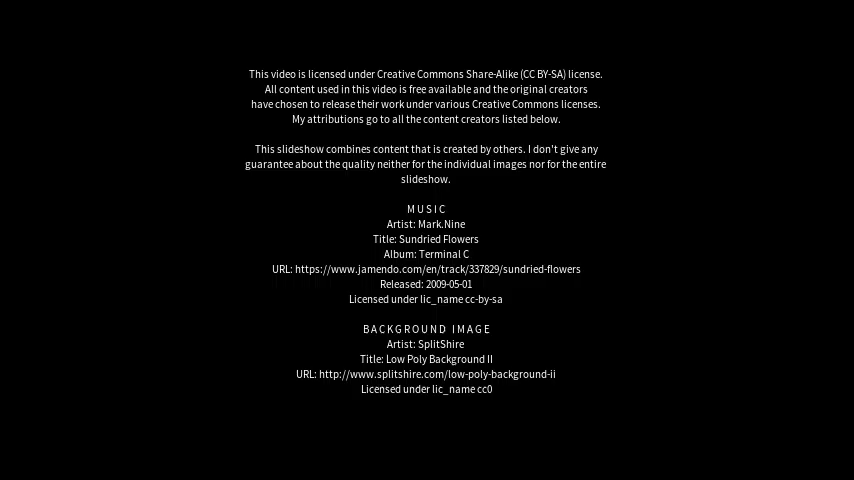 This video is licensed under Creative Commons Share-Alike (CC BY-SA) license.
All content used in this video is free available and the original creators
have chosen to release their work under various Creative Commons licenses.
My attributions go to all the content creators listed below.
This slideshow combines content that is created by others. I don't give any
guarantee about the quality neither for the individual images nor for the entire
slideshow.
MUSIC
Artist: Mark.Nine
Title: Sundried Flowers
Album: Terminal C
URL: https://www.jamendo.com/en/track/337829/sundried-flowers
Released: 2009-05-01
Licensed under lic_name cc-by-sa
BACKGROUND IMAGE
Artist: SplitShire
Title: Low Poly Background II
URL: http://www.splitshire.com/low-poly-background-ii
Licensed under lic_name cc0